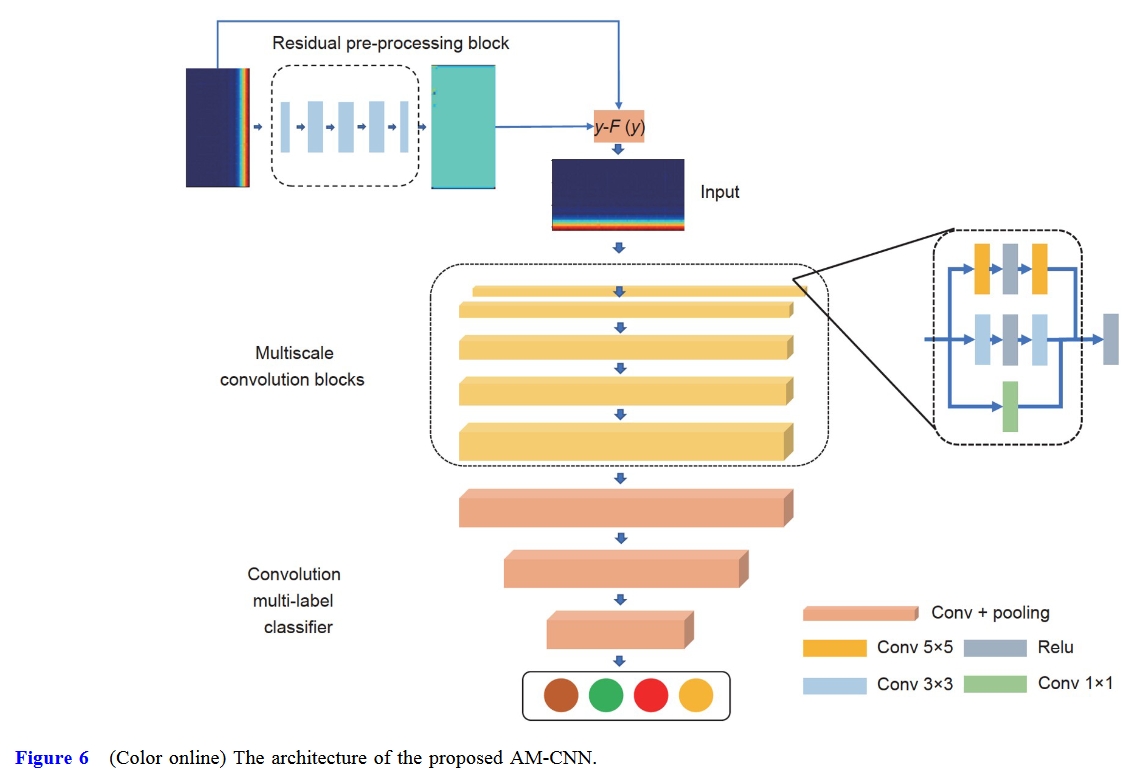 Residual pre-processing block
y-F (y)
Input
Multiscale
convolution blocks
Convolution
multi-label
classifier
Conv + pooling
Conv 5×5
Relu
Conv 3×3
Conv 1×1
Figure 6 (Color online) The architecture of the proposed AM-CNN.